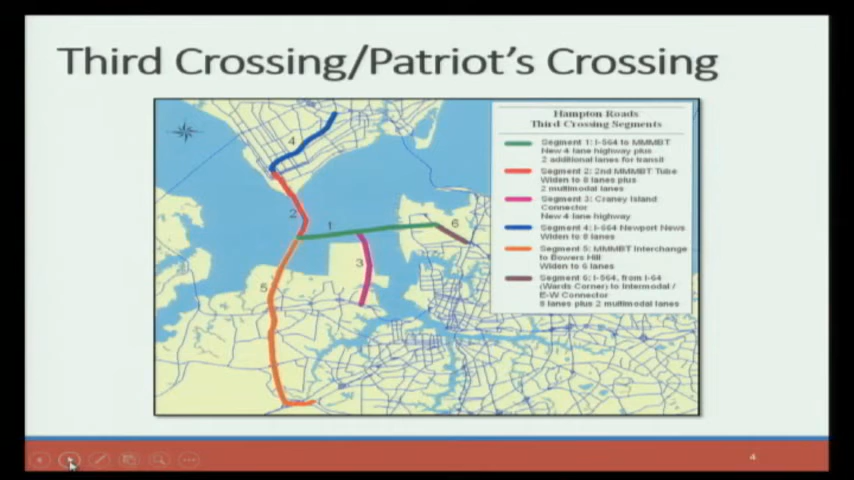 Third Crossing/Patriot's Crossing
Hampton Roads
Third Crossing Segments
Segment 1: I-564 to MMMBT
New 4 lane highway plus
2 additional lanes for transit
Segment 2: 2nd MMMBT Tube
Widen to 8 lanes plus
2 multimodal lanes
Segment 3: Craney Island
Connector
New 4 lane highway
Segment 4: I-664 Newport News
Widen to 8 lanes
Segment 5: MMMBT Interchange
to Bowers Hill
Widen to 6 lanes
Segment 6: I-564, from I-64
(Wards Corner) to Intermodal /
E-W Connector
8 lanes plus 2 multimodal lanes
4
2
1
6
3
5
4